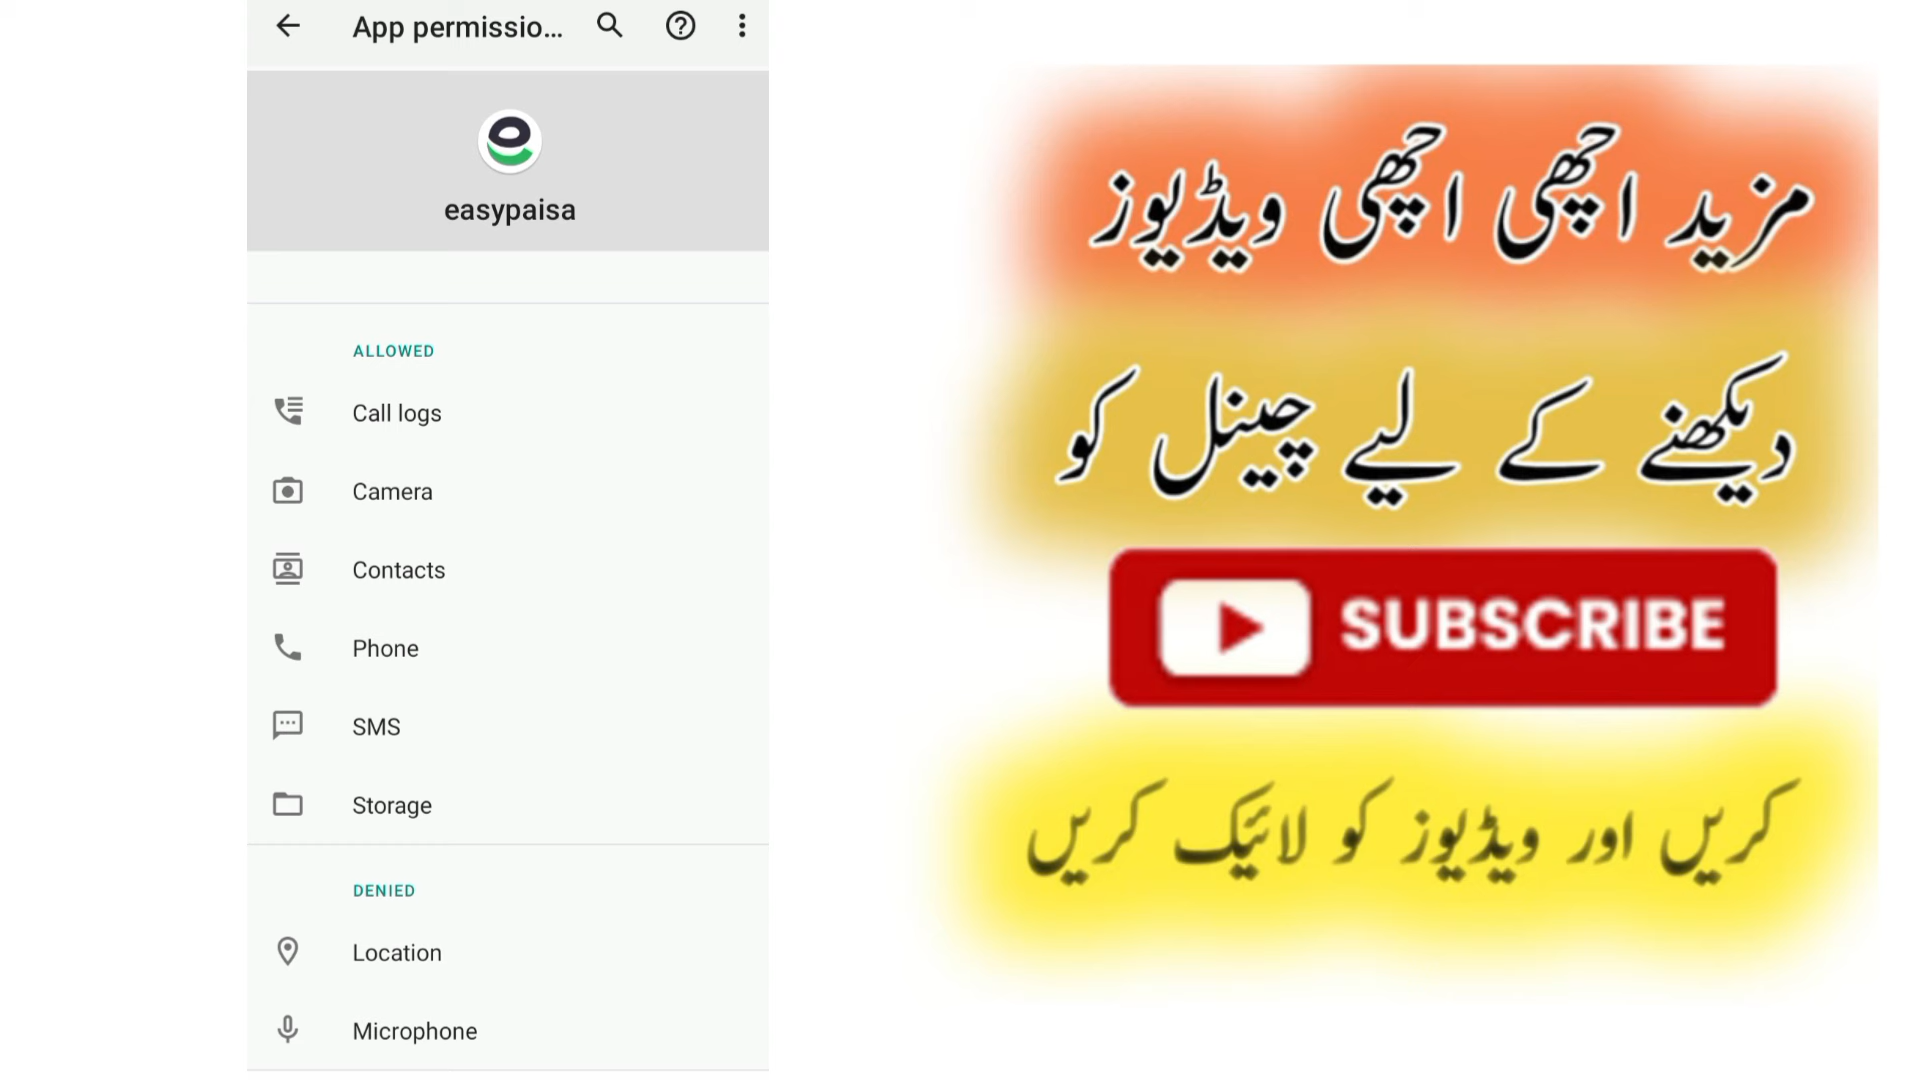 App permissio...
easypaisa
ALLOWED
Call logs
Camera
Contacts
Phone
SMS
Storage
DENIED
Location
Microphone
مزید اچھی اچھی ویڈیوز
دیکھنے کے لیے چینل کو
SUBSCRIBE
کریں اور ویڈیوز کو لائیک کریں